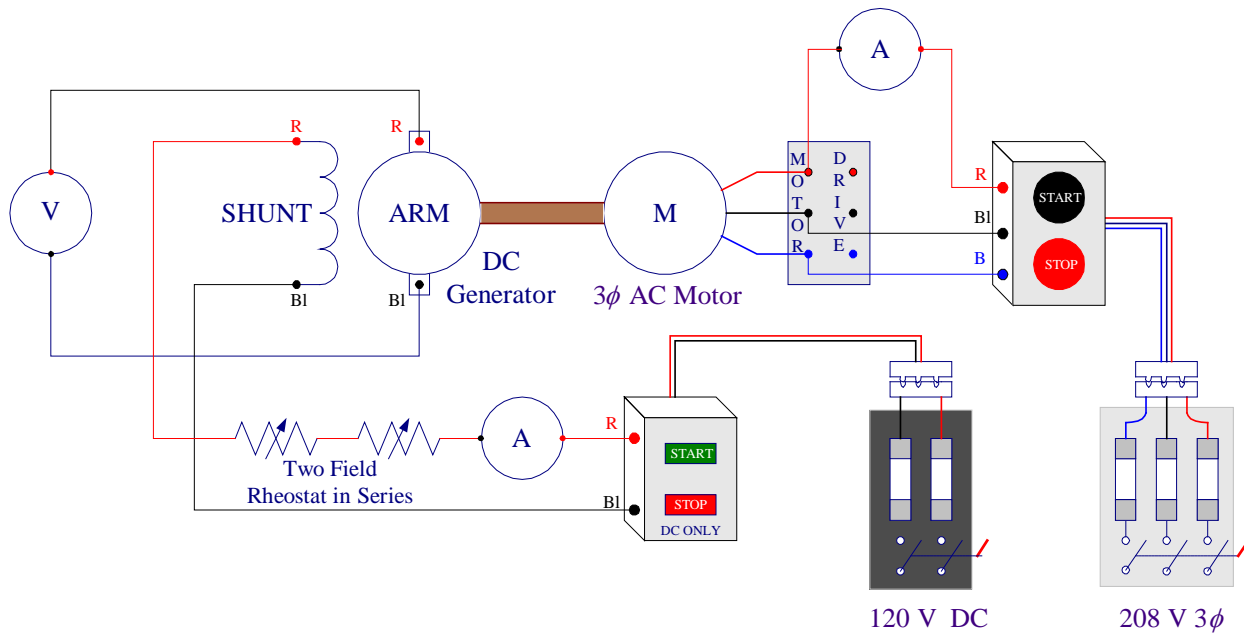 A
R
R
M
O
T
O
R
D
R
I
V
E
R
START
V
SHUNT
ARM
M
Bl
STOP
B
Bl
Bl
DC
Generator
3ϕ AC Motor
R
A
START
Two Field
Rheostat in Series
Bl
STOP
DC ONLY
120 V DC
208 V 3ϕ